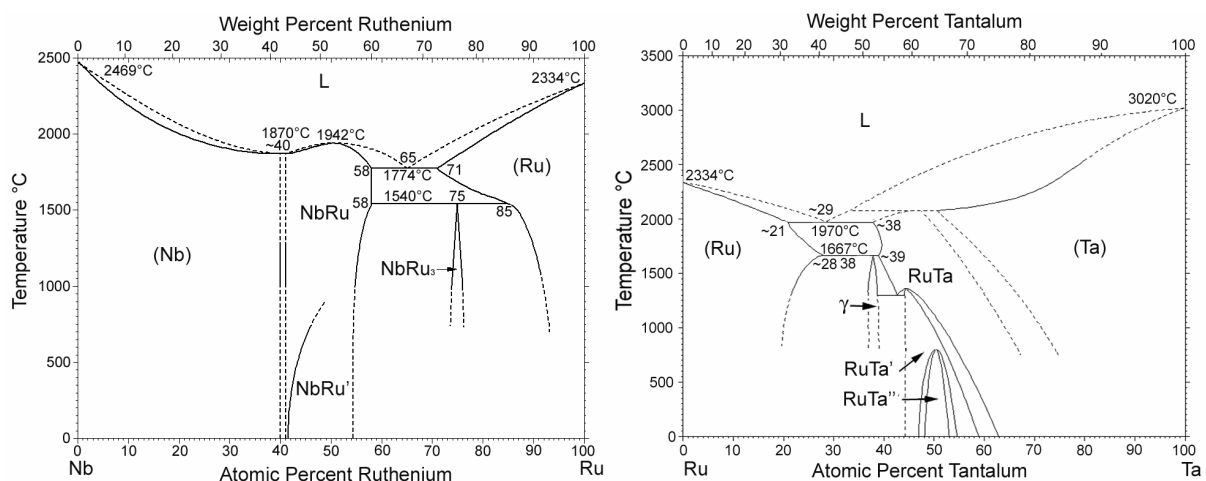 Weight Percent Ruthenium
0 10 20 30 40 50 60 70 80 90 100
2500
2000
1500
1000
500
0
Temperature °C
2469°C
L
2334°C
1870°C
~40
1942°C
65
58
1774°C
71
(Ru)
1540°C
75
58
85
NbRu
(Nb)
NbRu₃
NbRu'
0 10 20 30 40 50 60 70 80 90 100
Nb
Atomic Percent Ruthenium
Ru
Weight Percent Tantalum
0 10 20 30 40 50 60 70 80 90 100
3500
3000
2500
2000
1500
1000
500
0
Temperature °C
L
3020°C
2334°C
~29
~21
1970°C
~38
(Ru)
1667°C
(Ta)
~28 38
~39
RuTa
γ
RuTa'
RuTa''
0 10 20 30 40 50 60 70 80 90 100
Ru
Atomic Percent Tantalum
Ta